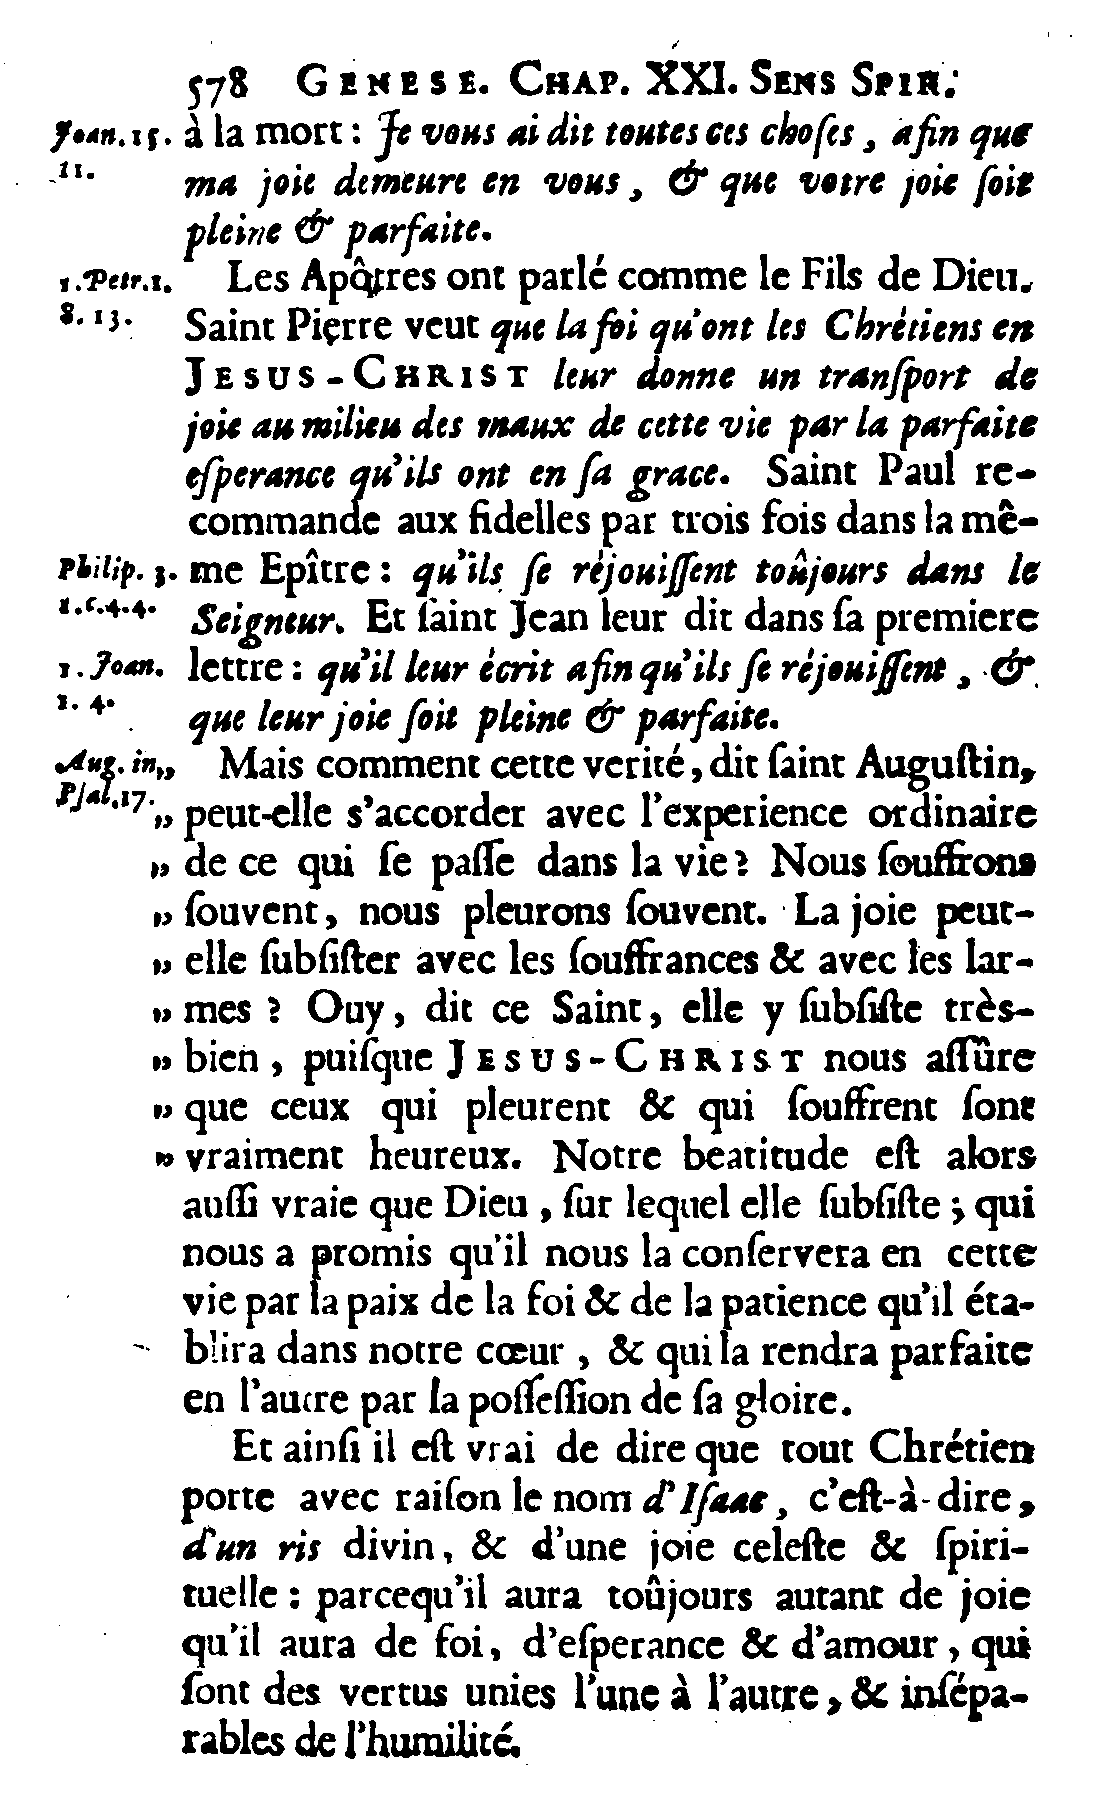 578 GENESE. CHAP. XXI. SENS SPIR.
Joan. 15. à la mort : Je vous ai dit toutes ces choſes, afin que
11. ma joie demeure en vous, & que votre joie ſoit
pleine & parfaite.
1. Petr. 1. Les Apôtres ont parlé comme le Fils de Dieu.
8. 13. Saint Pierre veut que la foi qu'ont les Chrétiens en
JESUS-CHRIST leur donne un tranſport de
joie au milieu des maux de cette vie par la parfaite
eſperance qu'ils ont en ſa grace. Saint Paul re-
commande aux fidelles par trois fois dans la mê-
Philip. 3. me Epître : qu'ils ſe réjouiſſent toûjours dans le
1. c. 4. 4. Seigneur. Et ſaint Jean leur dit dans ſa premiere
1. Joan. lettre : qu'il leur écrit afin qu'ils ſe réjouiſſent, &
1. 4. que leur joie ſoit pleine & parfaite.
Aug. in „ Mais comment cette verité, dit ſaint Auguſtin,
Pſal. 17. „ peut-elle s'accorder avec l'experience ordinaire
„ de ce qui ſe paſſe dans la vie ? Nous ſouffrons
„ ſouvent, nous pleurons ſouvent. La joie peut-
„ elle ſubſiſter avec les ſouffrances & avec les lar-
„ mes ? Ouy, dit ce Saint, elle y ſubſiſte très-
„ bien, puiſque JESUS-CHRIST nous aſſûre
„ que ceux qui pleurent & qui ſouffrent ſont
„ vraiment heureux. Notre beatitude eſt alors
auſſi vraie que Dieu, ſur lequel elle ſubſiſte ; qui
nous a promis qu'il nous la conſervera en cette
vie par la paix de la foi & de la patience qu'il éta-
blira dans notre cœur, & qui la rendra parfaite
en l'autre par la poſſeſſion de ſa gloire.
Et ainſi il eſt vrai de dire que tout Chrétien
porte avec raiſon le nom d'Iſaac, c'eſt-à-dire,
d'un ris divin, & d'une joie celeſte & ſpiri-
tuelle : parcequ'il aura toûjours autant de joie
qu'il aura de foi, d'eſperance & d'amour, qui
ſont des vertus unies l'une à l'autre, & inſépa-
rables de l'humilité.